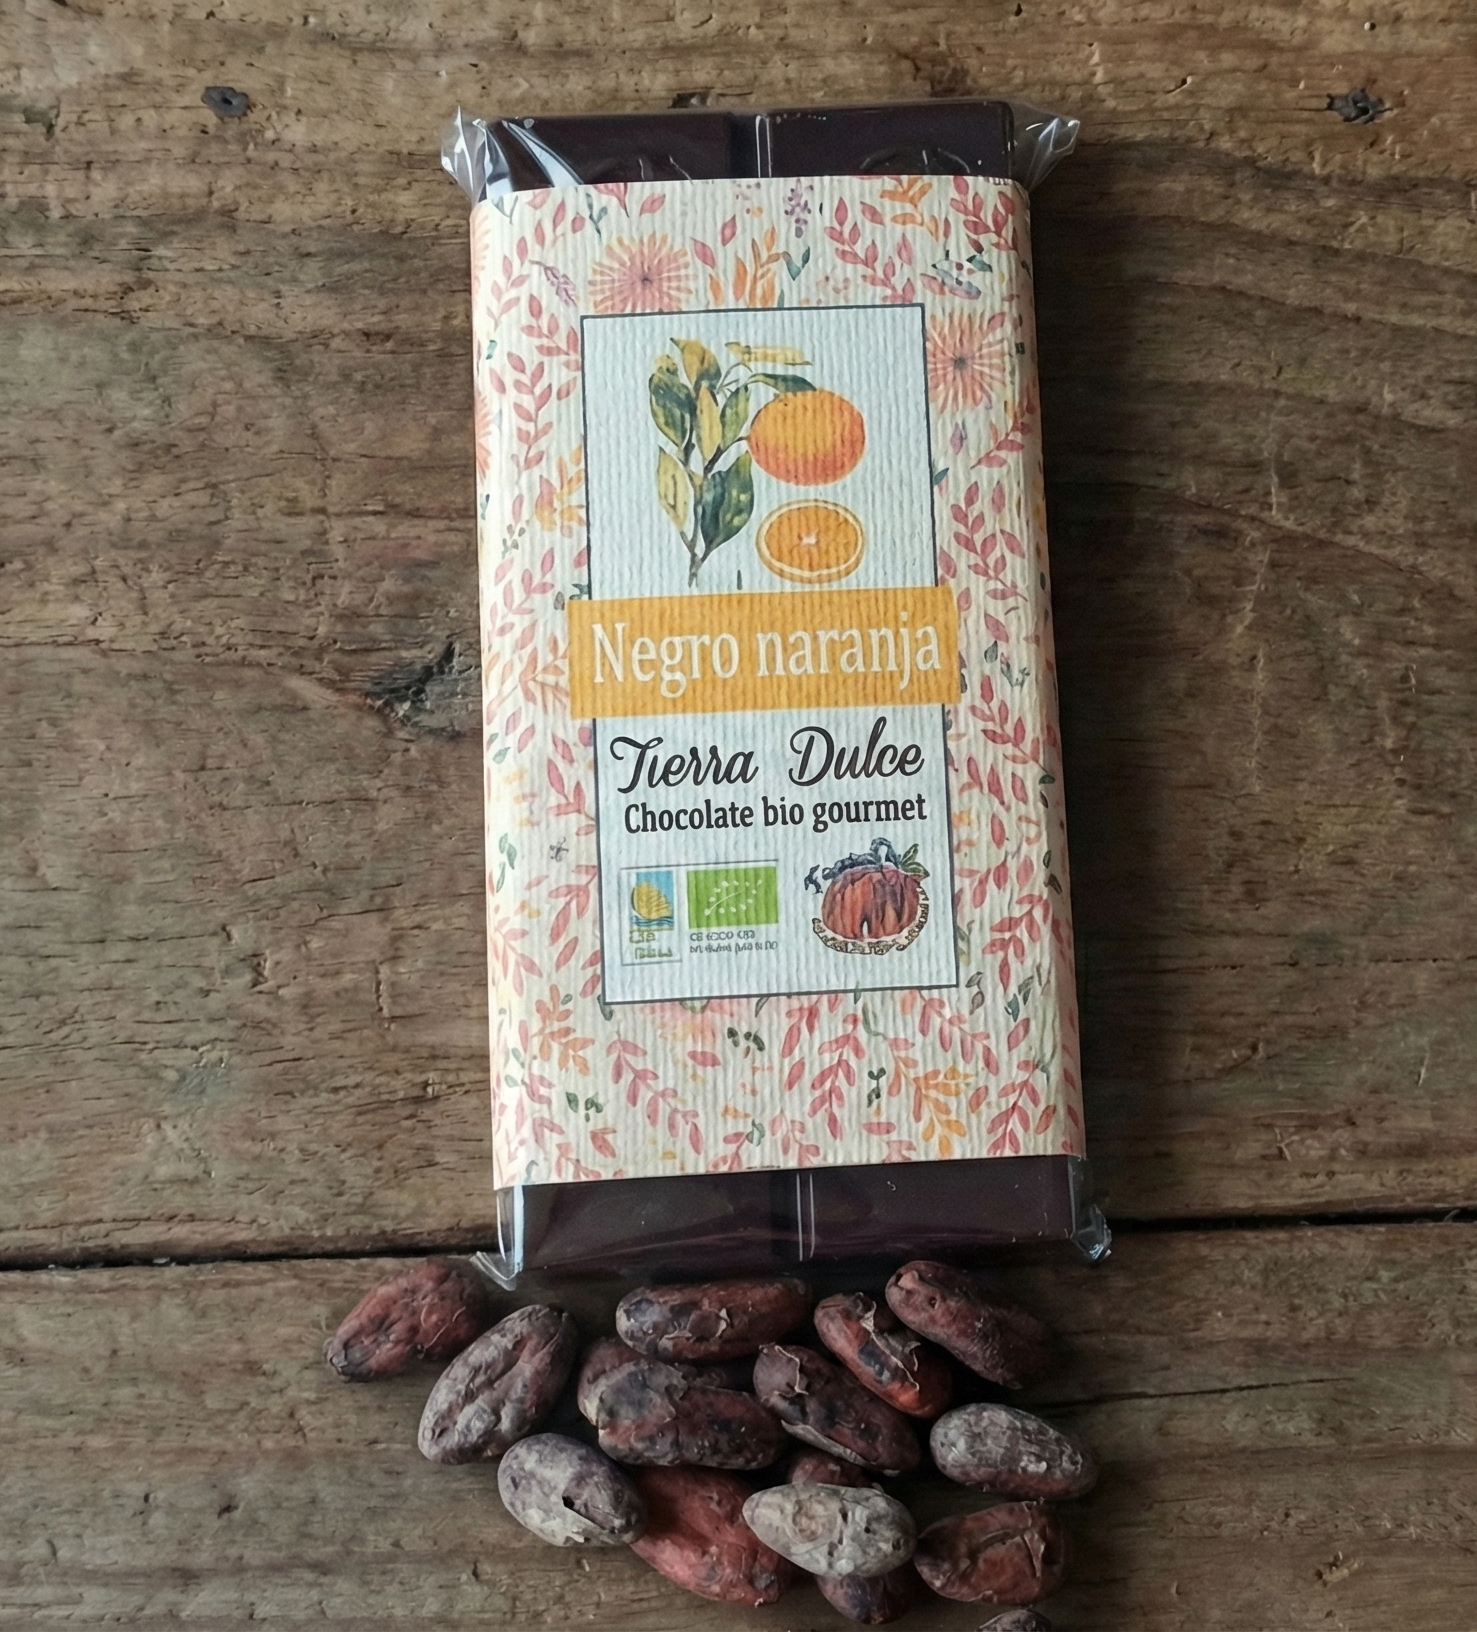 Negro naranja
Tierra Dulce
Chocolate bio gourmet